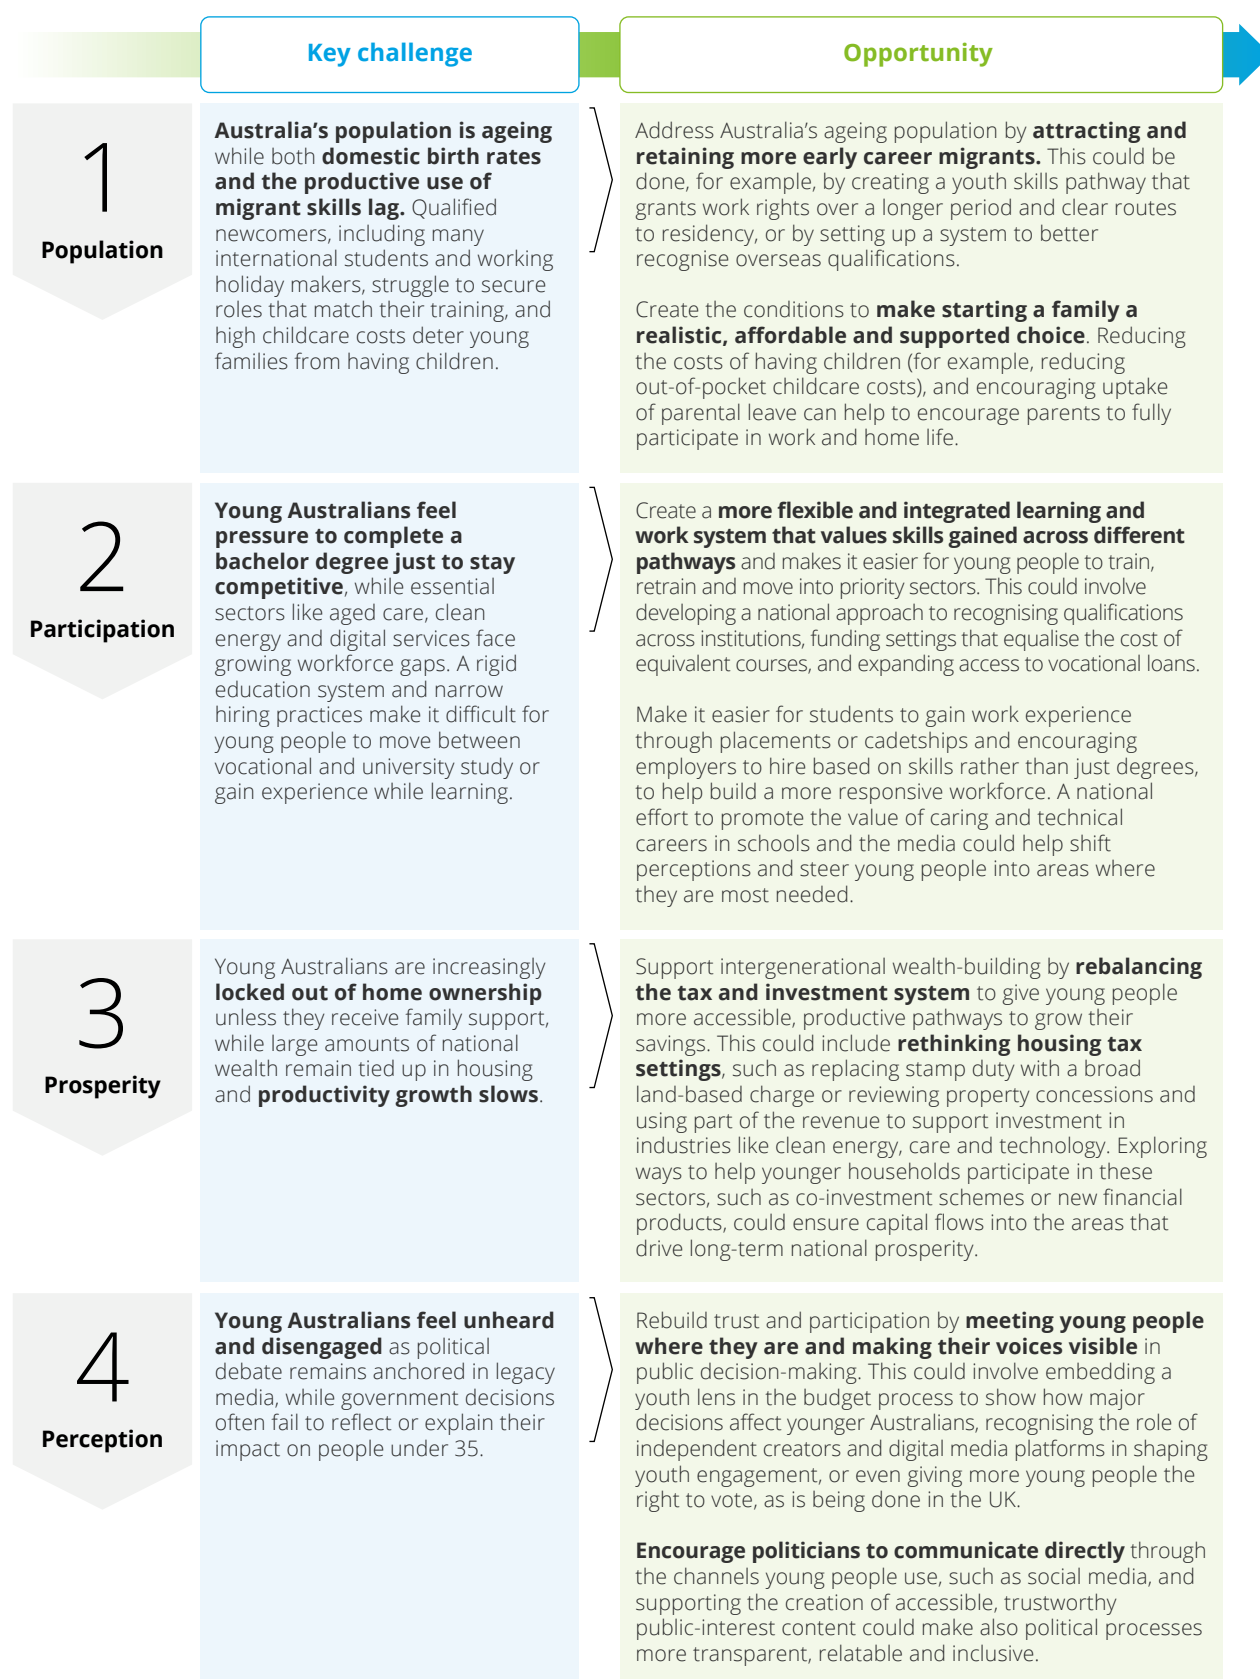 Key challenge
Opportunity
1
Population
Australia’s population is ageing
while both domestic birth rates
and the productive use of
migrant skills lag. Qualified
newcomers, including many
international students and working
holiday makers, struggle to secure
roles that match their training, and
high childcare costs deter young
families from having children.
Address Australia’s ageing population by attracting and
retaining more early career migrants. This could be
done, for example, by creating a youth skills pathway that
grants work rights over a longer period and clear routes
to residency, or by setting up a system to better
recognise overseas qualifications.
Create the conditions to make starting a family a
realistic, affordable and supported choice. Reducing
the costs of having children (for example, reducing
out-of-pocket childcare costs), and encouraging uptake
of parental leave can help to encourage parents to fully
participate in work and home life.
2
Participation
Young Australians feel
pressure to complete a
bachelor degree just to stay
competitive, while essential
sectors like aged care, clean
energy and digital services face
growing workforce gaps. A rigid
education system and narrow
hiring practices make it difficult for
young people to move between
vocational and university study or
gain experience while learning.
Create a more flexible and integrated learning and
work system that values skills gained across different
pathways and makes it easier for young people to train,
retrain and move into priority sectors. This could involve
developing a national approach to recognising qualifications
across institutions, funding settings that equalise the cost of
equivalent courses, and expanding access to vocational loans.
Make it easier for students to gain work experience
through placements or cadetships and encouraging
employers to hire based on skills rather than just degrees,
to help build a more responsive workforce. A national
effort to promote the value of caring and technical
careers in schools and the media could help shift
perceptions and steer young people into areas where
they are most needed.
3
Prosperity
Young Australians are increasingly
locked out of home ownership
unless they receive family support,
while large amounts of national
wealth remain tied up in housing
and productivity growth slows.
Support intergenerational wealth-building by rebalancing
the tax and investment system to give young people
more accessible, productive pathways to grow their
savings. This could include rethinking housing tax
settings, such as replacing stamp duty with a broad
land-based charge or reviewing property concessions and
using part of the revenue to support investment in
industries like clean energy, care and technology. Exploring
ways to help younger households participate in these
sectors, such as co-investment schemes or new financial
products, could ensure capital flows into the areas that
drive long-term national prosperity.
4
Perception
Young Australians feel unheard
and disengaged as political
debate remains anchored in legacy
media, while government decisions
often fail to reflect or explain their
impact on people under 35.
Rebuild trust and participation by meeting young people
where they are and making their voices visible in
public decision-making. This could involve embedding a
youth lens in the budget process to show how major
decisions affect younger Australians, recognising the role of
independent creators and digital media platforms in shaping
youth engagement, or even giving more young people the
right to vote, as is being done in the UK.
Encourage politicians to communicate directly through
the channels young people use, such as social media, and
supporting the creation of accessible, trustworthy
public-interest content could make also political processes
more transparent, relatable and inclusive.